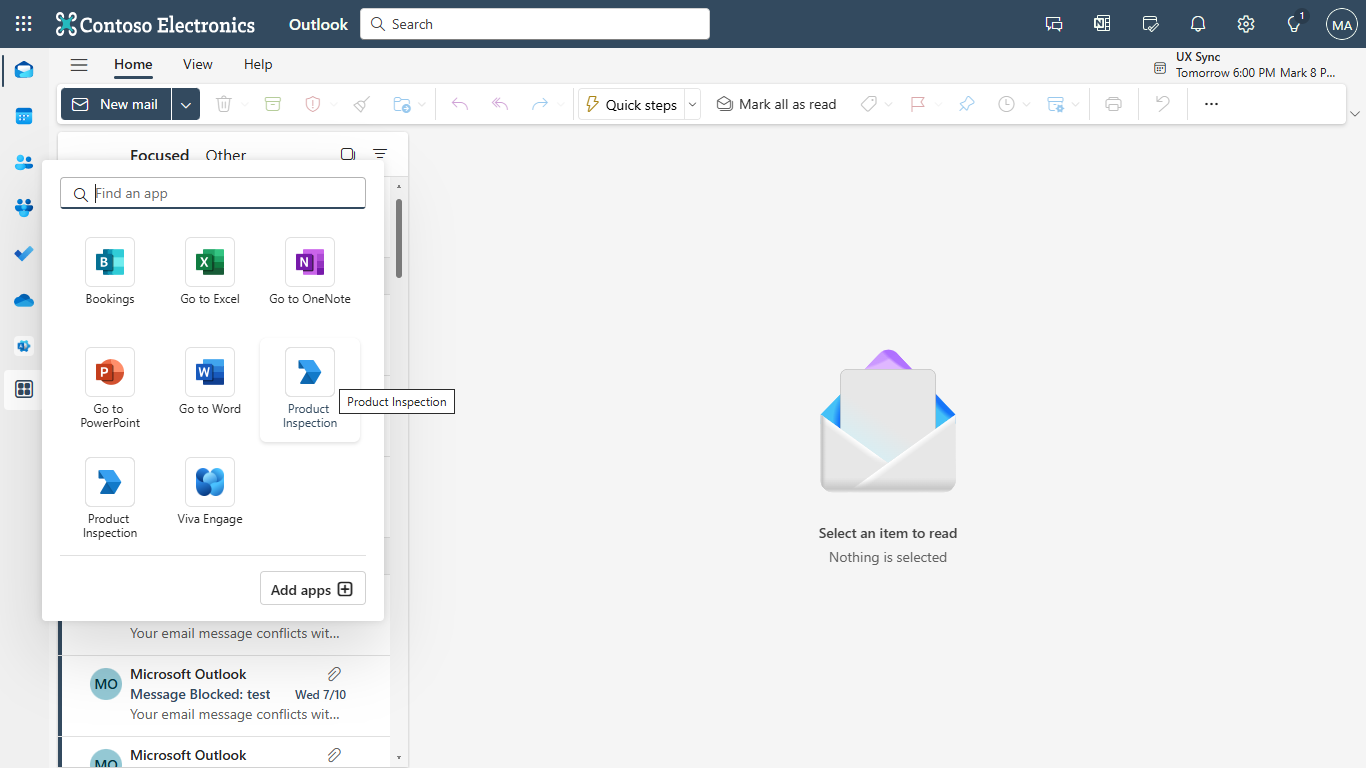 Contoso Electronics
Outlook
Search
1
MA
Home
View
Help
UX Sync
Tomorrow 6:00 PM Mark 8 P...
New mail
Quick steps
Mark all as read
Focused
Other
Find an app
B
Bookings
X
Go to Excel
N
Go to OneNote
P
Go to
PowerPoint
W
Go to Word
Product
Inspection
Product Inspection
Product
Inspection
Viva Engage
Add apps
Your email message conflicts wit...
MO
Microsoft Outlook
Message Blocked: test
Wed 7/10
Your email message conflicts wit...
MO
Microsoft Outlook
Select an item to read
Nothing is selected